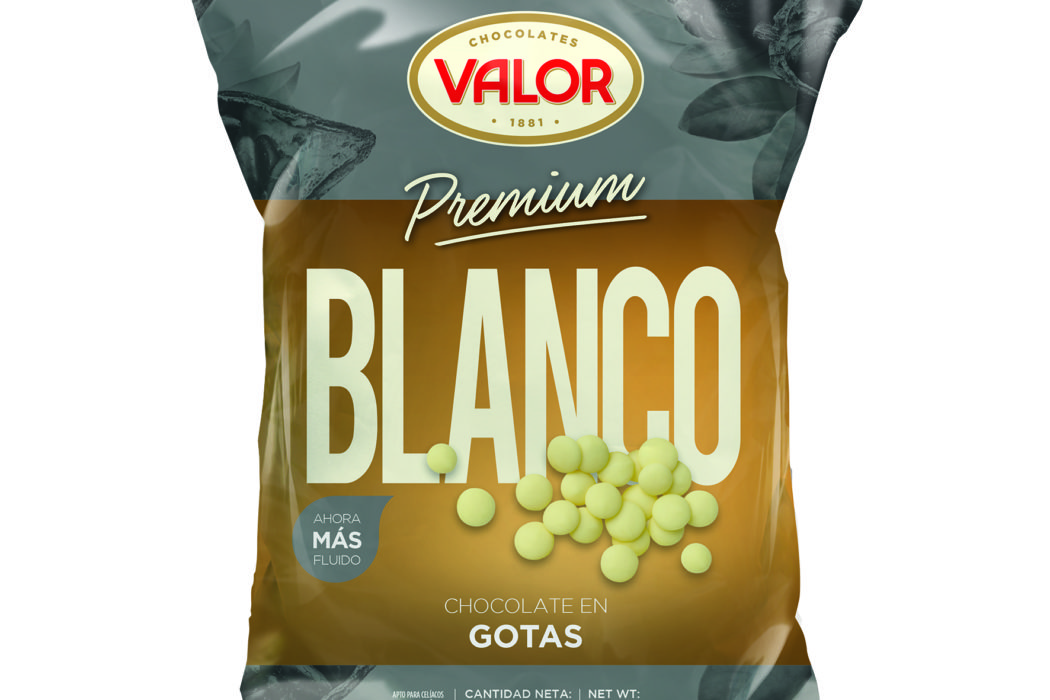 CHOCOLATES
VALOR
• 1881 •
Premium
BLANCO
AHORA
MÁS
FLUIDO
CHOCOLATE EN
GOTAS
APTO PARA CELÍACOS | CANTIDAD NETA: | NET WT: